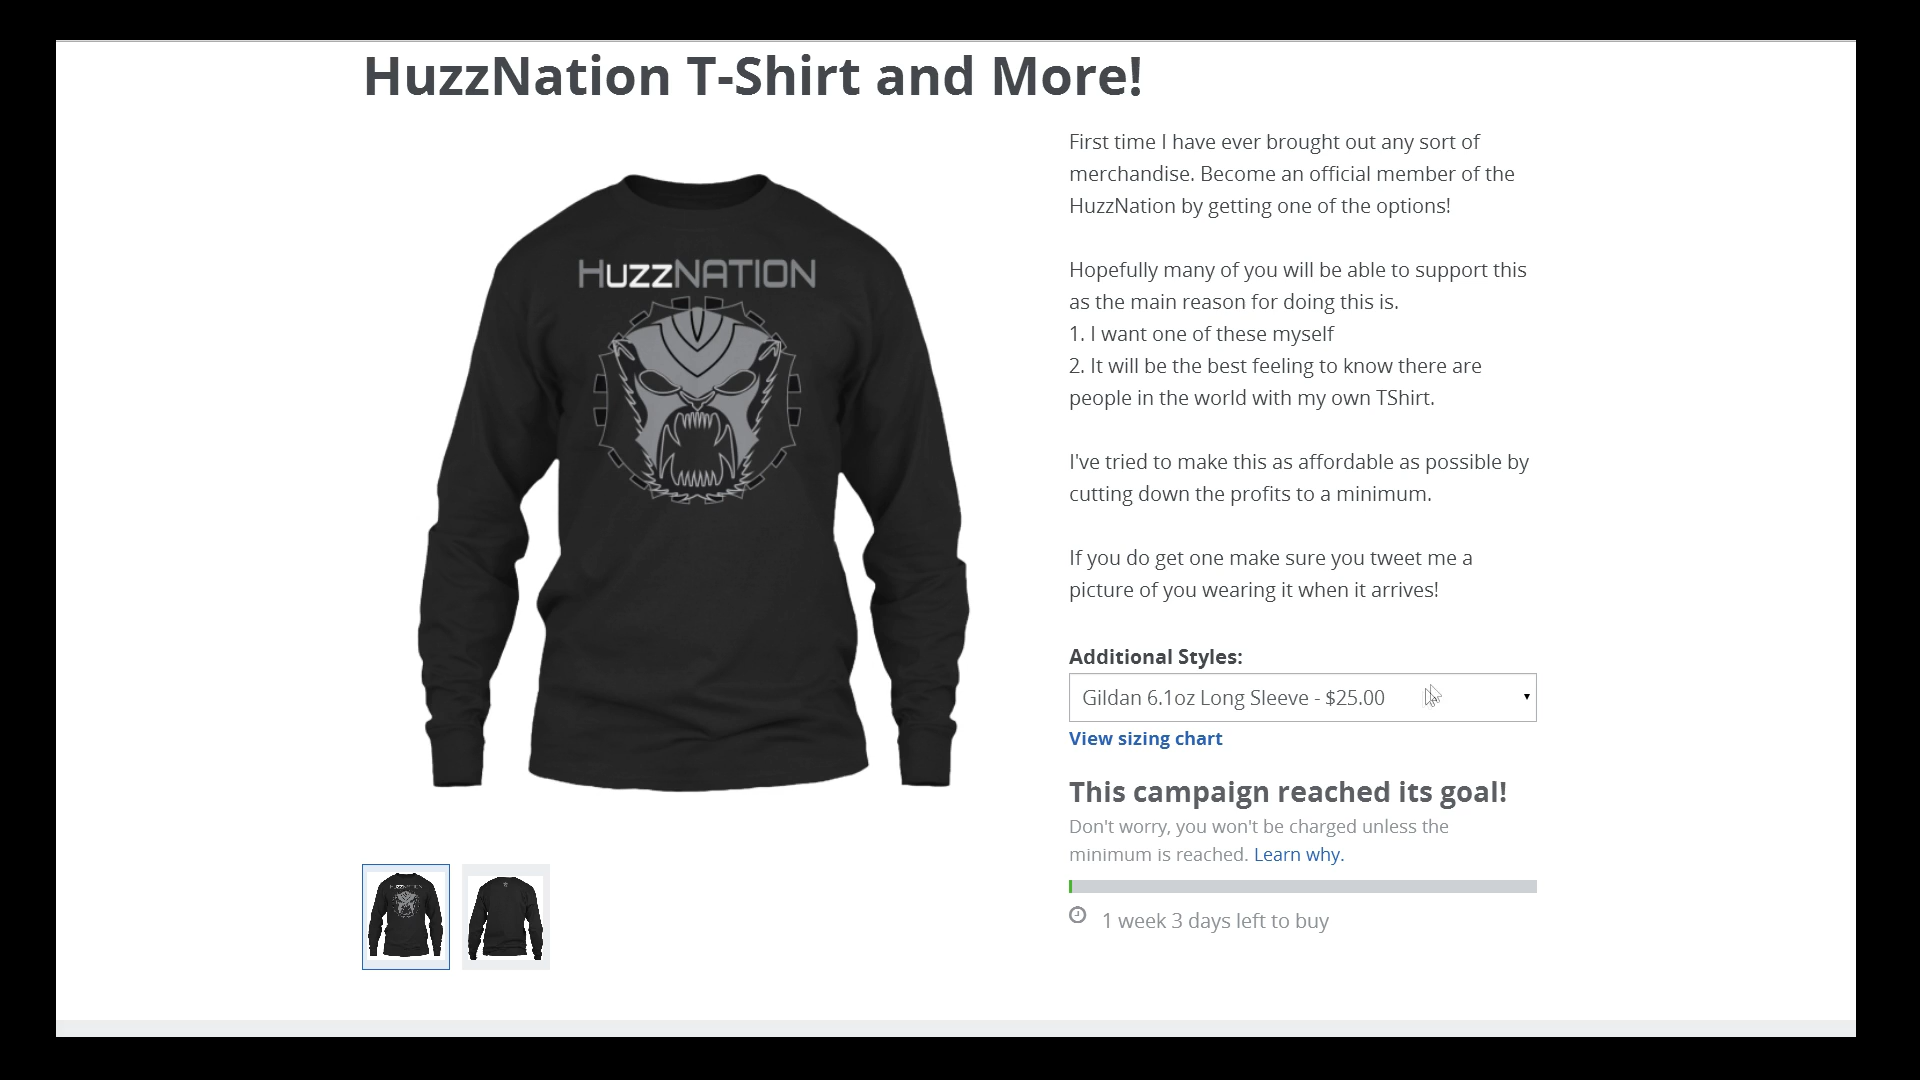 HuzzNation T-Shirt and More!
HUZZNATION
First time I have ever brought out any sort of
merchandise. Become an official member of the
HuzzNation by getting one of the options!
Hopefully many of you will be able to support this
as the main reason for doing this is.
1. I want one of these myself
2. It will be the best feeling to know there are
people in the world with my own TShirt.
I've tried to make this as affordable as possible by
cutting down the profits to a minimum.
If you do get one make sure you tweet me a
picture of you wearing it when it arrives!
Additional Styles:
Gildan 6.1oz Long Sleeve - $25.00
View sizing chart
This campaign reached its goal!
Don't worry, you won't be charged unless the
minimum is reached. Learn why.
1 week 3 days left to buy
HUZZNATION